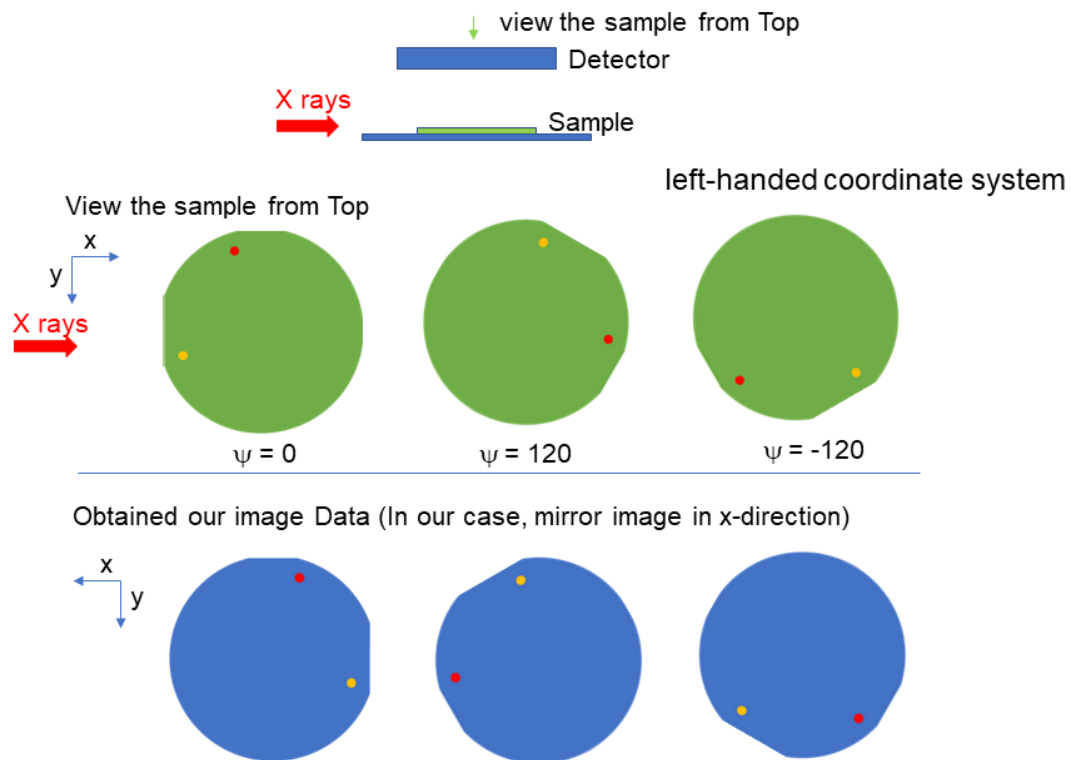 view the sample from Top
Detector
X rays
Sample
left-handed coordinate system
View the sample from Top
x
y
X rays
ψ = 0
ψ = 120
ψ = -120
Obtained our image Data (In our case, mirror image in x-direction)
x
y